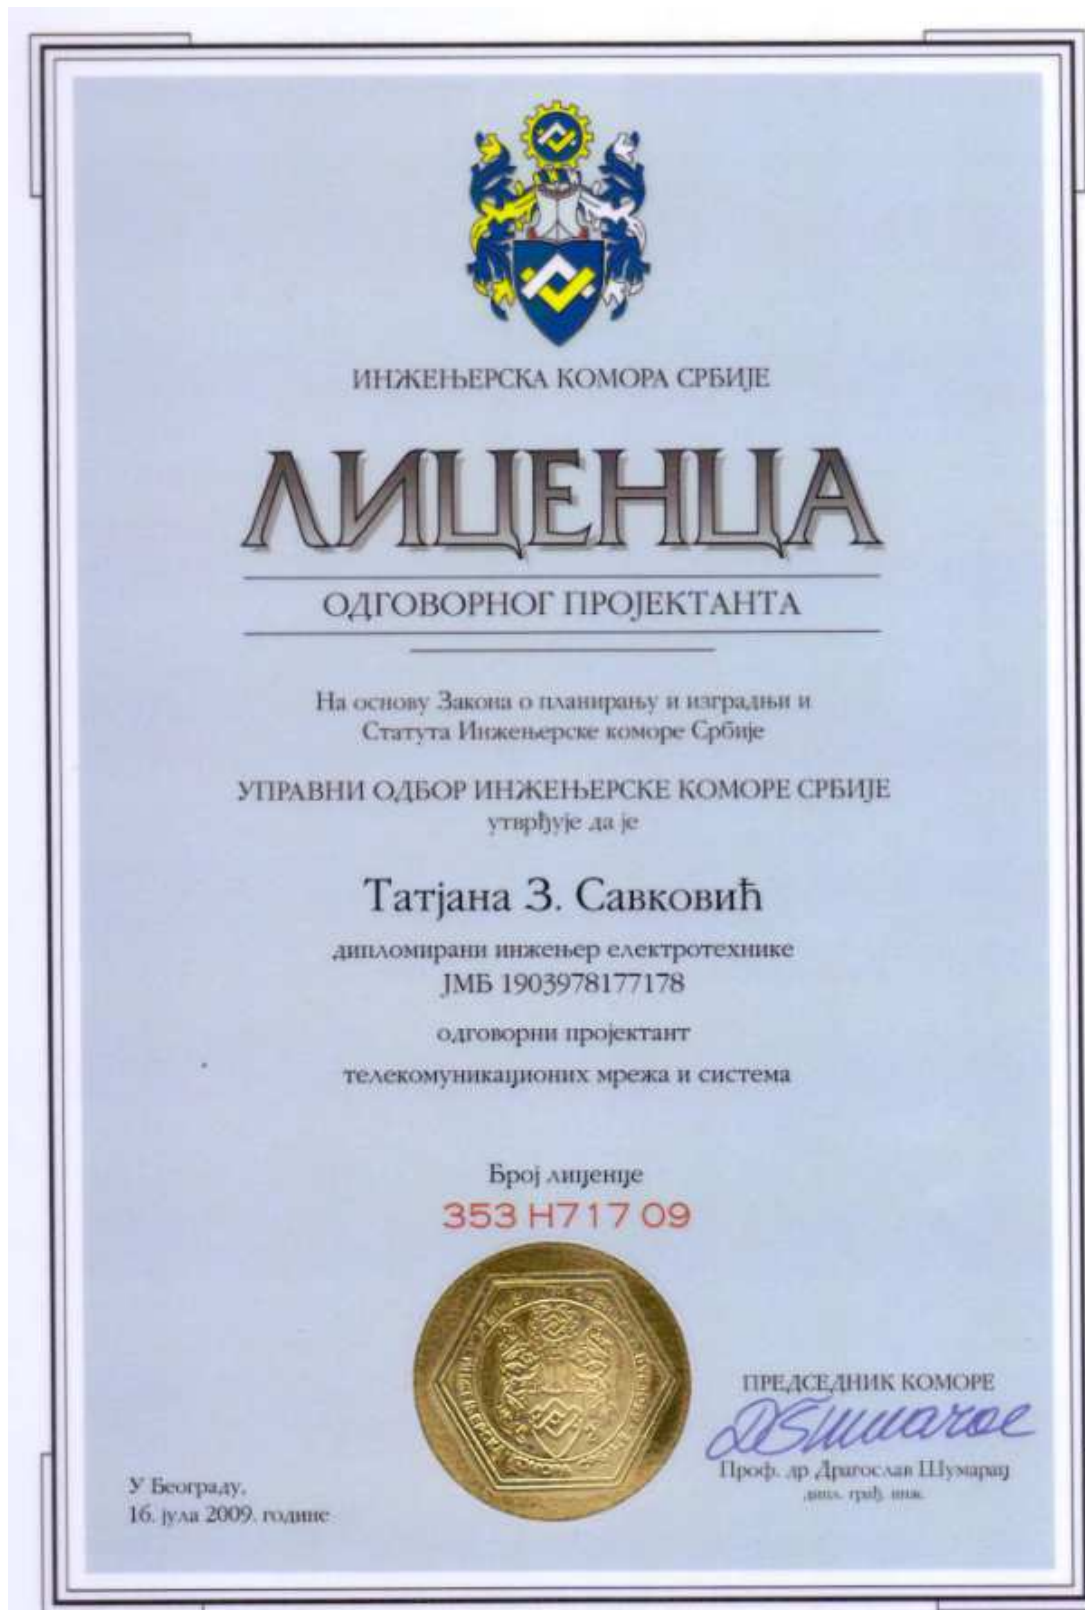 ИНЖЕЊЕРСКА КОМОРА СРБИЈЕ
ЛИЦЕНЦА
ОДГОВОРНОГ ПРОЈЕКТАНТА
На основу Закона о планирању и изградњи и
Статута Инжењерске коморе Србије
УПРАВНИ ОДБОР ИНЖЕЊЕРСКЕ КОМОРЕ СРБИЈЕ
утврђује да је
Татјана З. Савковић
дипломирани инжењер електротехнике
ЈМБ 1903978177178
одговорни пројектант
телекомуникационих мрежа и система
Број лиценце
353 H717 09
ПРЕДСЕДНИК КОМОРЕ
Проф. др Драгослав Шумарац
дипл. грађ. инж.
У Београду,
16. јула 2009. године